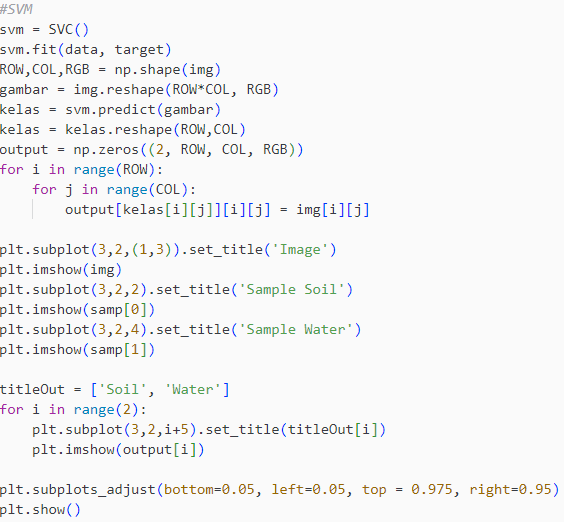 #SVM
svm = SVC()
svm.fit(data, target)
ROW,COL,RGB = np.shape(img)
gambar = img.reshape(ROW*COL, RGB)
kelas = svm.predict(gambar)
kelas = kelas.reshape(ROW,COL)
output = np.zeros((2, ROW, COL, RGB))
for i in range(ROW):
    for j in range(COL):
        output[kelas[i][j]][i][j] = img[i][j]

plt.subplot(3,2,(1,3)).set_title('Image')
plt.imshow(img)
plt.subplot(3,2,2).set_title('Sample Soil')
plt.imshow(samp[0])
plt.subplot(3,2,4).set_title('Sample Water')
plt.imshow(samp[1])

titleOut = ['Soil', 'Water']
for i in range(2):
    plt.subplot(3,2,i+5).set_title(titleOut[i])
    plt.imshow(output[i])

plt.subplots_adjust(bottom=0.05, left=0.05, top = 0.975, right=0.95)
plt.show()